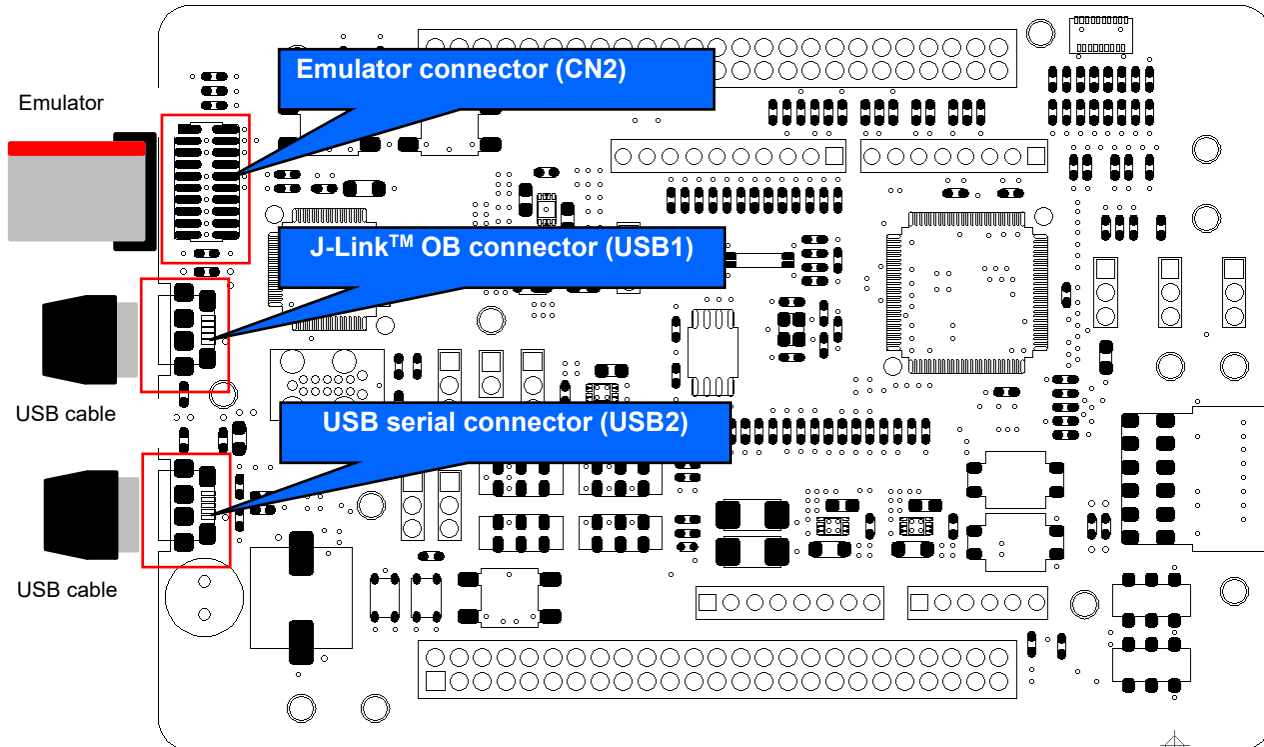 Emulator connector (CN2)
Emulator
J-Link™ OB connector (USB1)
USB cable
USB serial connector (USB2)
USB cable